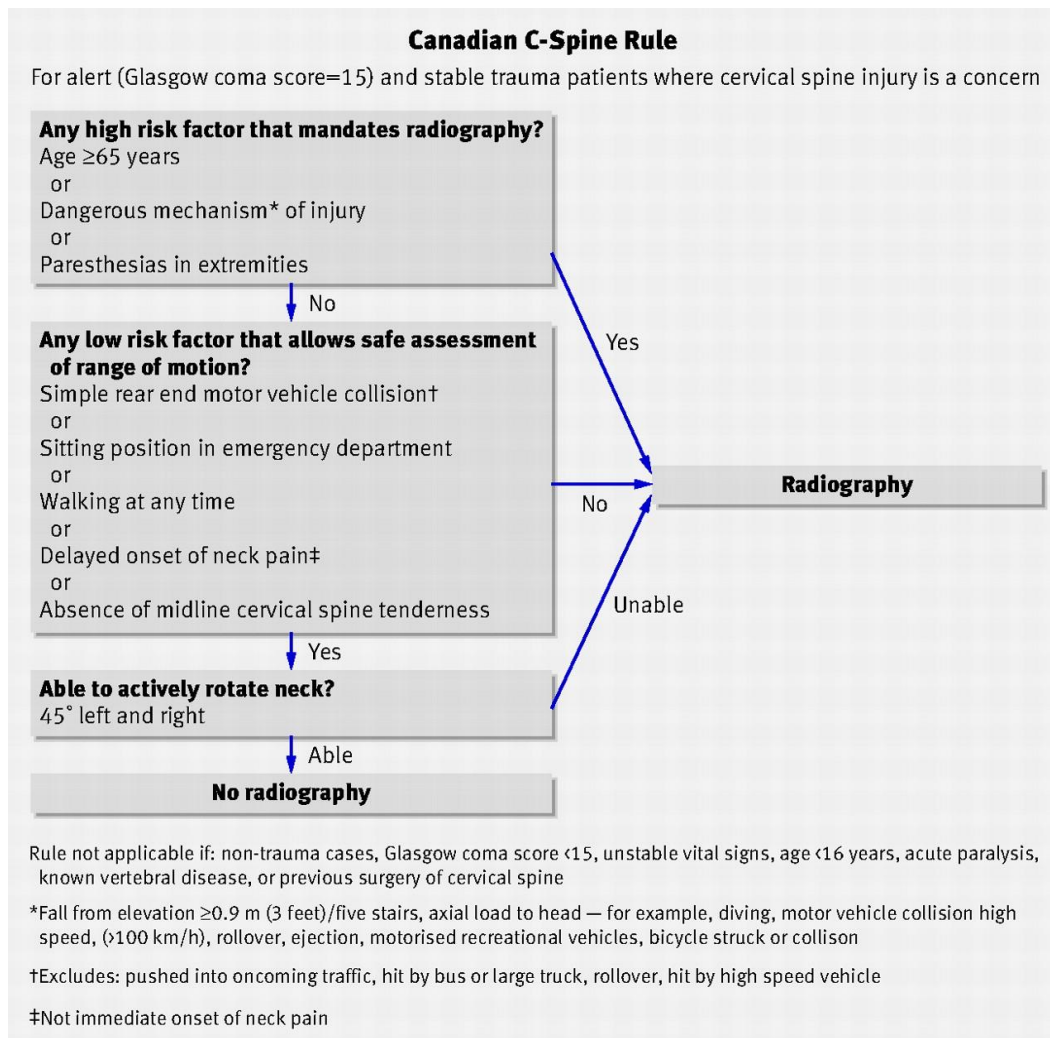 Canadian C-Spine Rule
For alert (Glasgow coma score=15) and stable trauma patients where cervical spine injury is a concern
Any high risk factor that mandates radiography?
Age ≥65 years
or
Dangerous mechanism* of injury
or
Paresthesias in extremities
No
Yes
Any low risk factor that allows safe assessment
of range of motion?
Simple rear end motor vehicle collision†
or
Sitting position in emergency department
or
Walking at any time
or
Delayed onset of neck pain‡
or
Absence of midline cervical spine tenderness
No
Radiography
Yes
Unable
Able to actively rotate neck?
45° left and right
Able
No radiography
Rule not applicable if: non-trauma cases, Glasgow coma score <15, unstable vital signs, age <16 years, acute paralysis,
known vertebral disease, or previous surgery of cervical spine
*Fall from elevation ≥0.9 m (3 feet)/five stairs, axial load to head – for example, diving, motor vehicle collision high
speed, (>100 km/h), rollover, ejection, motorised recreational vehicles, bicycle struck or collison
†Excludes: pushed into oncoming traffic, hit by bus or large truck, rollover, hit by high speed vehicle
‡Not immediate onset of neck pain